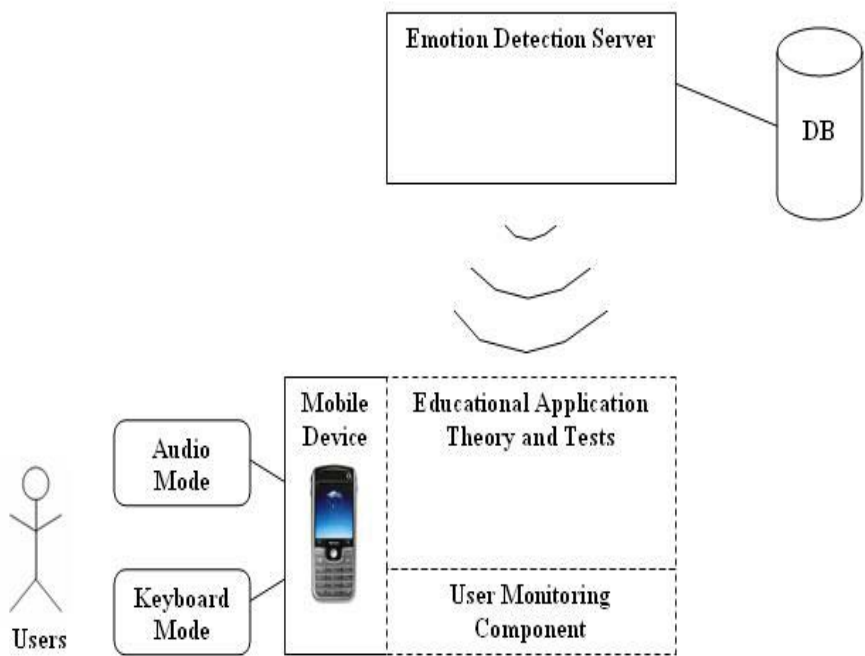 Emotion Detection Server
DB
Mobile
Device
Educational Application
Theory and Tests
Audio
Mode
Keyboard
Mode
User Monitoring
Component
Users